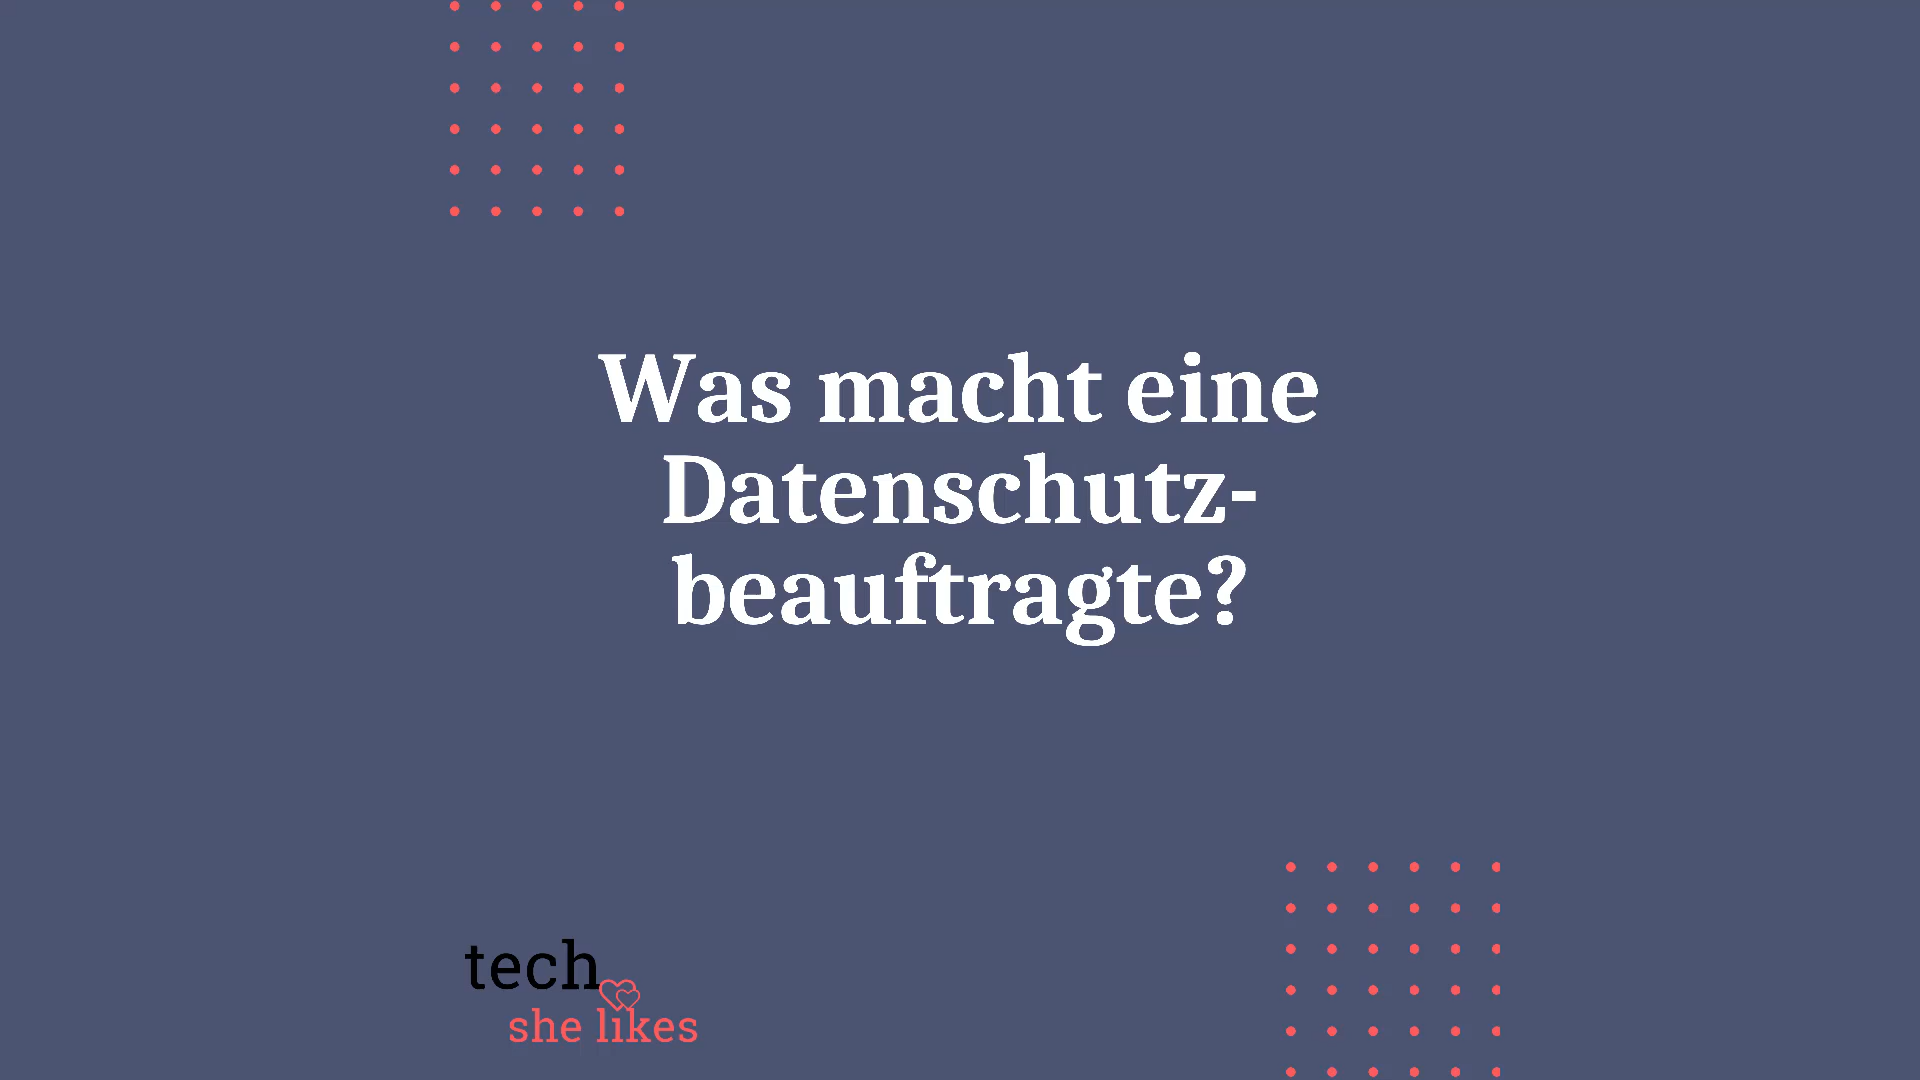 Was macht eine
Datenschutz-
beauftragte?
tech
she likes